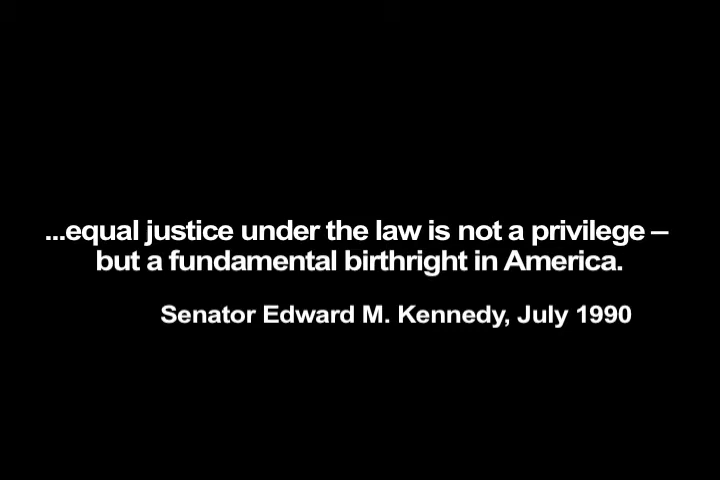 ...equal justice under the law is not a privilege –
but a fundamental birthright in America.
Senator Edward M. Kennedy, July 1990